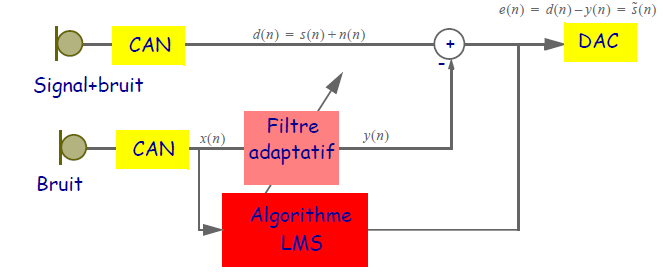 e(n) = d(n)–y(n) = s̃(n)
CAN
d(n) = s(n)+n(n)
+
-
DAC
Signal+bruit
CAN
x(n)
Filtre
adaptatif
y(n)
Bruit
Algorithme
LMS